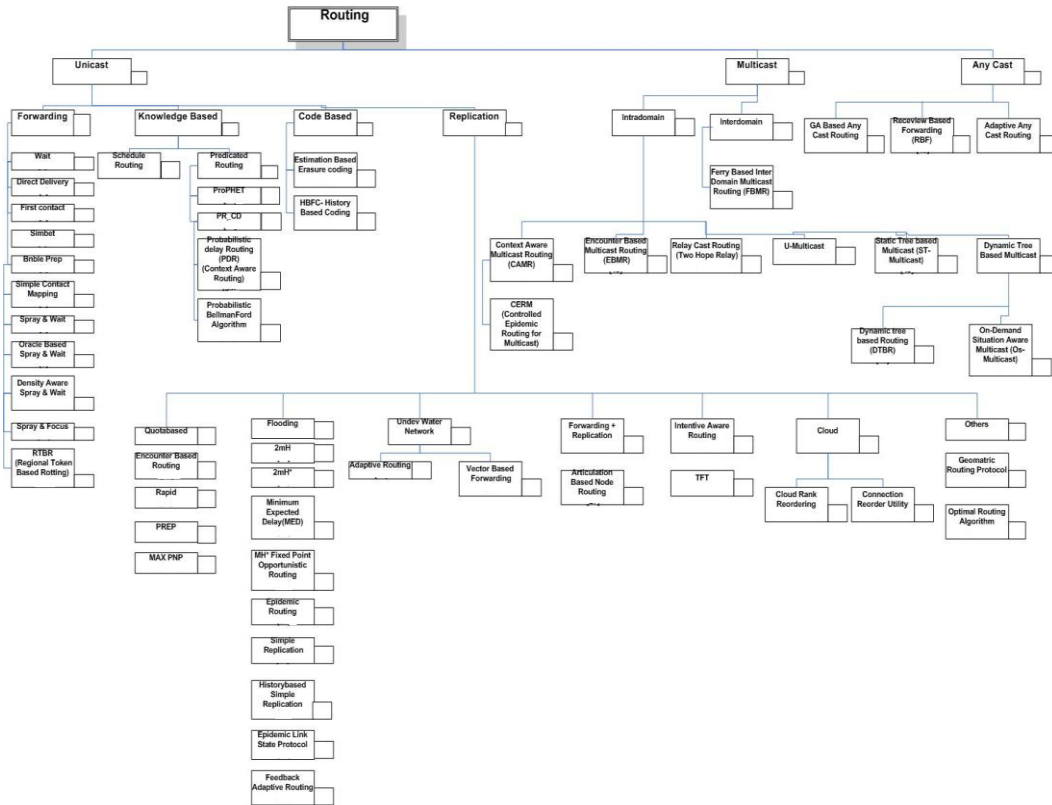 Routing
Unicast
Multicast
Any Cast
Forwarding
Knowledge Based
Code Based
Replication
Intradomain
Interdomain
GA Based Any
Cast Routing
Receview Based
Forwarding
(RBF)
Adaptive Any
Cast Routing
Wait
Direct Delivery
First contact
Simbet
Bnble Prep
Simple Contact
Mapping
Spray & Wait
Oracle Based
Spray & Wait
Density Aware
Spray & Wait
Spray & Focus
RTBR
(Regional Token
Based Rotting)
Schedule
Routing
Predicated
Routing
ProPHET
PR_CD
Probabilistic
delay Routing
(PDR)
(Context Aware
Routing)
Probabilistic
BellmanFord
Algorithm
Estimation Based
Erasure coding
HBFC- History
Based Coding
Ferry Based Inter
Domain Multicast
Routing (FBMR)
Context Aware
Multicast Routing
(CAMR)
Encounter Based
Multicast Routing
(EBMR)
Relay Cast Routing
(Two Hope Relay)
U-Multicast
Static Tree based
Multicast (ST-
Multicast)
Dynamic Tree
Based Multicast
CERM
(Controlled
Epidemic
Routing for
Multicast)
Dynamic tree
based Routing
(DTBR)
On-Demand
Situation Aware
Multicast (Os-
Multicast)
Quotabased
Encounter Based
Routing
Rapid
PREP
MAX PNP
Flooding
2mH
2mH*
Minimum
Expected
Delay(MED)
MH* Fixed Point
Opportunistic
Routing
Epidemic
Routing
Simple
Replication
Historybased
Simple
Replication
Epidemic Link
State Protocol
Feedback
Adaptive Routing
Undev Water
Network
Adaptive Routing
Vector Based
Forwarding
Forwarding +
Replication
Articulation
Based Node
Routing
Intentive Aware
Routing
TFT
Cloud
Cloud Rank
Reordering
Connection
Reorder Utility
Others
Geomatric
Routing Protocol
Optimal Routing
Algorithm